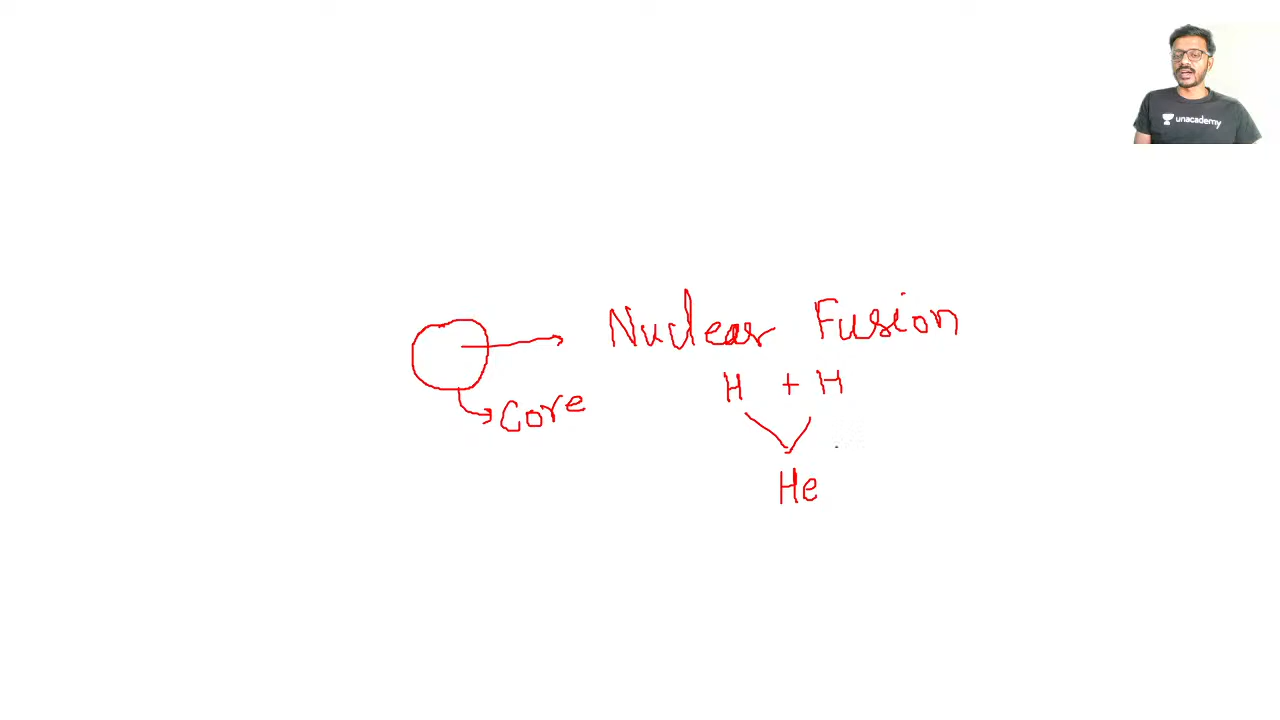 unacademy
Nuclear Fusion
H + H
Core
He